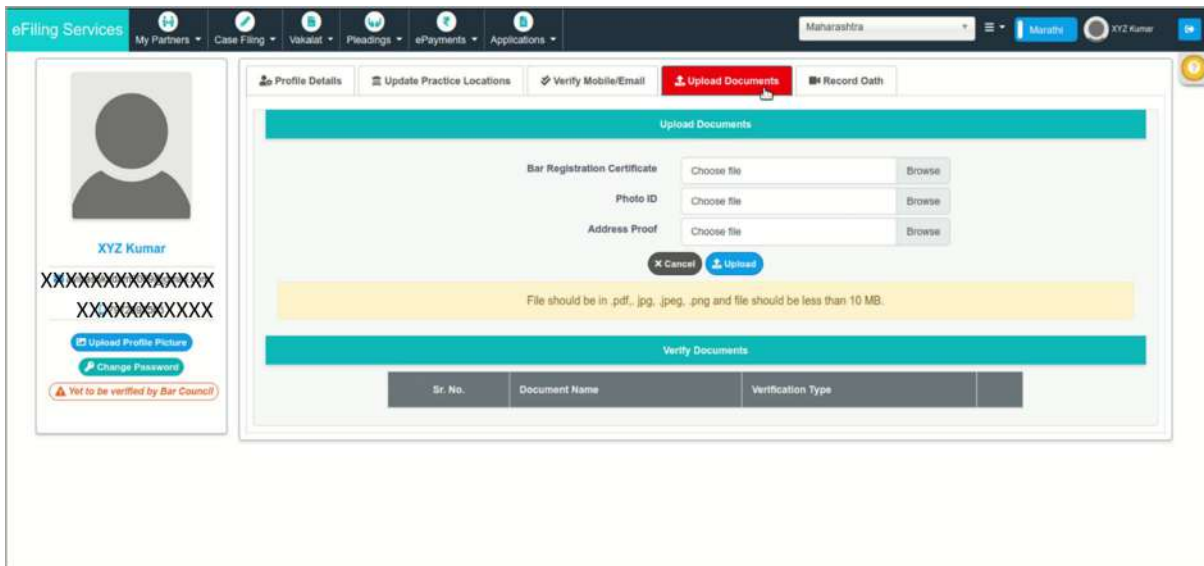 eFiling Services
My Partners Case Filing Vakalat Pleadings ePayments Applications
Maharashtra
Marathi
XYZ Kumar
Profile Details
Update Practice Locations
Verify Mobile/Email
Upload Documents
Record Oath
XYZ Kumar
XXXXXXXXXXXXXXXX
XXXXXXXXXXX
Upload Profile Picture
Change Password
Yet to be verified by Bar Council
Upload Documents
Bar Registration Certificate Choose file Browse
Photo ID Choose file Browse
Address Proof Choose file Browse
Cancel Upload
File should be in .pdf,. jpg, .jpeg, .png and file should be less than 10 MB.
Verify Documents
Sr. No. Document Name Verification Type